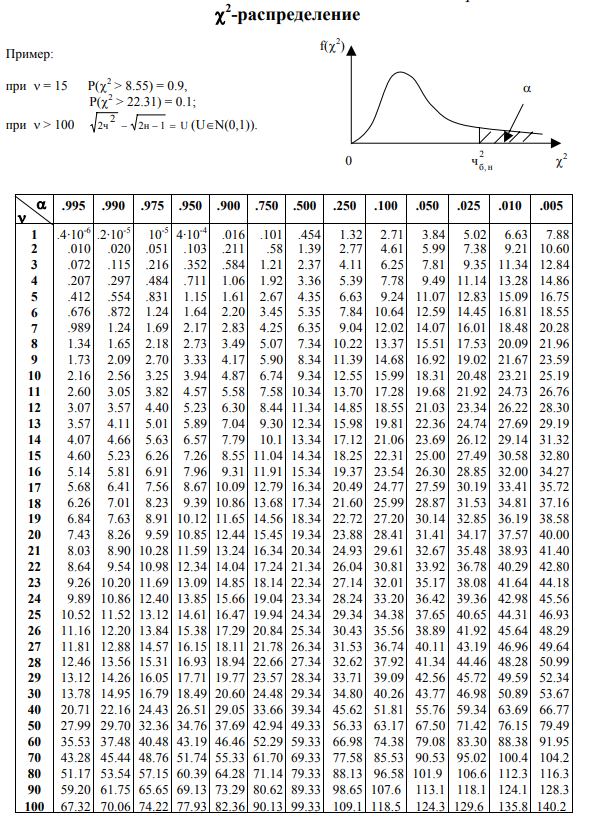 χ²-распределение
Пример:
f(χ²)
при ν = 15 P(χ² > 8.55) = 0.9,
P(χ² > 22.31) = 0.1;
α
при ν > 100 √2ч² − √2н − 1 = U (U∈N(0,1)).
0 ч²б,н χ²
ν α .995 .990 .975 .950 .900 .750 .500 .250 .100 .050 .025 .010 .005
1 .4·10-6 .2·10-5 10-5 4·10-4 .016 .101 .454 1.32 2.71 3.84 5.02 6.63 7.88
2 .010 .020 .051 .103 .211 .58 1.39 2.77 4.61 5.99 7.38 9.21 10.60
3 .072 .115 .216 .352 .584 1.21 2.37 4.11 6.25 7.81 9.35 11.34 12.84
4 .207 .297 .484 .711 1.06 1.92 3.36 5.39 7.78 9.49 11.14 13.28 14.86
5 .412 .554 .831 1.15 1.61 2.67 4.35 6.63 9.24 11.07 12.83 15.09 16.75
6 .676 .872 1.24 1.64 2.20 3.45 5.35 7.84 10.64 12.59 14.45 16.81 18.55
7 .989 1.24 1.69 2.17 2.83 4.25 6.35 9.04 12.02 14.07 16.01 18.48 20.28
8 1.34 1.65 2.18 2.73 3.49 5.07 7.34 10.22 13.37 15.51 17.53 20.09 21.96
9 1.73 2.09 2.70 3.33 4.17 5.90 8.34 11.39 14.68 16.92 19.02 21.67 23.59
10 2.16 2.56 3.25 3.94 4.87 6.74 9.34 12.55 15.99 18.31 20.48 23.21 25.19
11 2.60 3.05 3.82 4.57 5.58 7.58 10.34 13.70 17.28 19.68 21.92 24.73 26.76
12 3.07 3.57 4.40 5.23 6.30 8.44 11.34 14.85 18.55 21.03 23.34 26.22 28.30
13 3.57 4.11 5.01 5.89 7.04 9.30 12.34 15.98 19.81 22.36 24.74 27.69 29.19
14 4.07 4.66 5.63 6.57 7.79 10.1 13.34 17.12 21.06 23.69 26.12 29.14 31.32
15 4.60 5.23 6.26 7.26 8.55 11.04 14.34 18.25 22.31 25.00 27.49 30.58 32.80
16 5.14 5.81 6.91 7.96 9.31 11.91 15.34 19.37 23.54 26.30 28.85 32.00 34.27
17 5.68 6.41 7.56 8.67 10.09 12.79 16.34 20.49 24.77 27.59 30.19 33.41 35.72
18 6.26 7.01 8.23 9.39 10.86 13.68 17.34 21.60 25.99 28.87 31.53 34.81 37.16
19 6.84 7.63 8.91 10.12 11.65 14.56 18.34 22.72 27.20 30.14 32.85 36.19 38.58
20 7.43 8.26 9.59 10.85 12.44 15.45 19.34 23.88 28.41 31.41 34.17 37.57 40.00
21 8.03 8.90 10.28 11.59 13.24 16.34 20.34 24.93 29.61 32.67 35.48 38.93 41.40
22 8.64 9.54 10.98 12.34 14.04 17.24 21.34 26.04 30.81 33.92 36.78 40.29 42.80
23 9.26 10.20 11.69 13.09 14.85 18.14 22.34 27.14 32.01 35.17 38.08 41.64 44.18
24 9.89 10.86 12.40 13.85 15.66 19.04 23.34 28.24 33.20 36.42 39.36 42.98 45.56
25 10.52 11.52 13.12 14.61 16.47 19.94 24.34 29.34 34.38 37.65 40.65 44.31 46.93
26 11.16 12.20 13.84 15.38 17.29 20.84 25.34 30.43 35.56 38.89 41.92 45.64 48.29
27 11.81 12.88 14.57 16.15 18.11 21.78 26.34 31.53 36.74 40.11 43.19 46.96 49.64
28 12.46 13.56 15.31 16.93 18.94 22.66 27.34 32.62 37.92 41.34 44.46 48.28 50.99
29 13.12 14.26 16.05 17.71 19.77 23.57 28.34 33.71 39.09 42.56 45.72 49.59 52.34
30 13.78 14.95 16.79 18.49 20.60 24.48 29.34 34.80 40.26 43.77 46.98 50.89 53.67
40 20.71 22.16 24.43 26.51 29.05 33.66 39.34 45.62 51.81 55.76 59.34 63.69 66.77
50 27.99 29.70 32.36 34.76 37.69 42.94 49.33 56.33 63.17 67.50 71.42 76.15 79.49
60 35.53 37.48 40.48 43.19 46.46 52.29 59.33 66.98 74.38 79.08 83.30 88.38 91.95
70 43.28 45.44 48.76 51.74 55.33 61.70 69.33 77.58 85.53 90.53 95.02 100.4 104.2
80 51.17 53.54 57.15 60.39 64.28 71.14 79.33 88.13 96.58 101.9 106.6 112.3 116.3
90 59.20 61.75 65.65 69.13 73.29 80.62 89.33 98.65 107.6 113.1 118.1 124.1 128.3
100 67.32 70.06 74.22 77.93 82.36 90.13 99.33 109.1 118.5 124.3 129.6 135.8 140.2